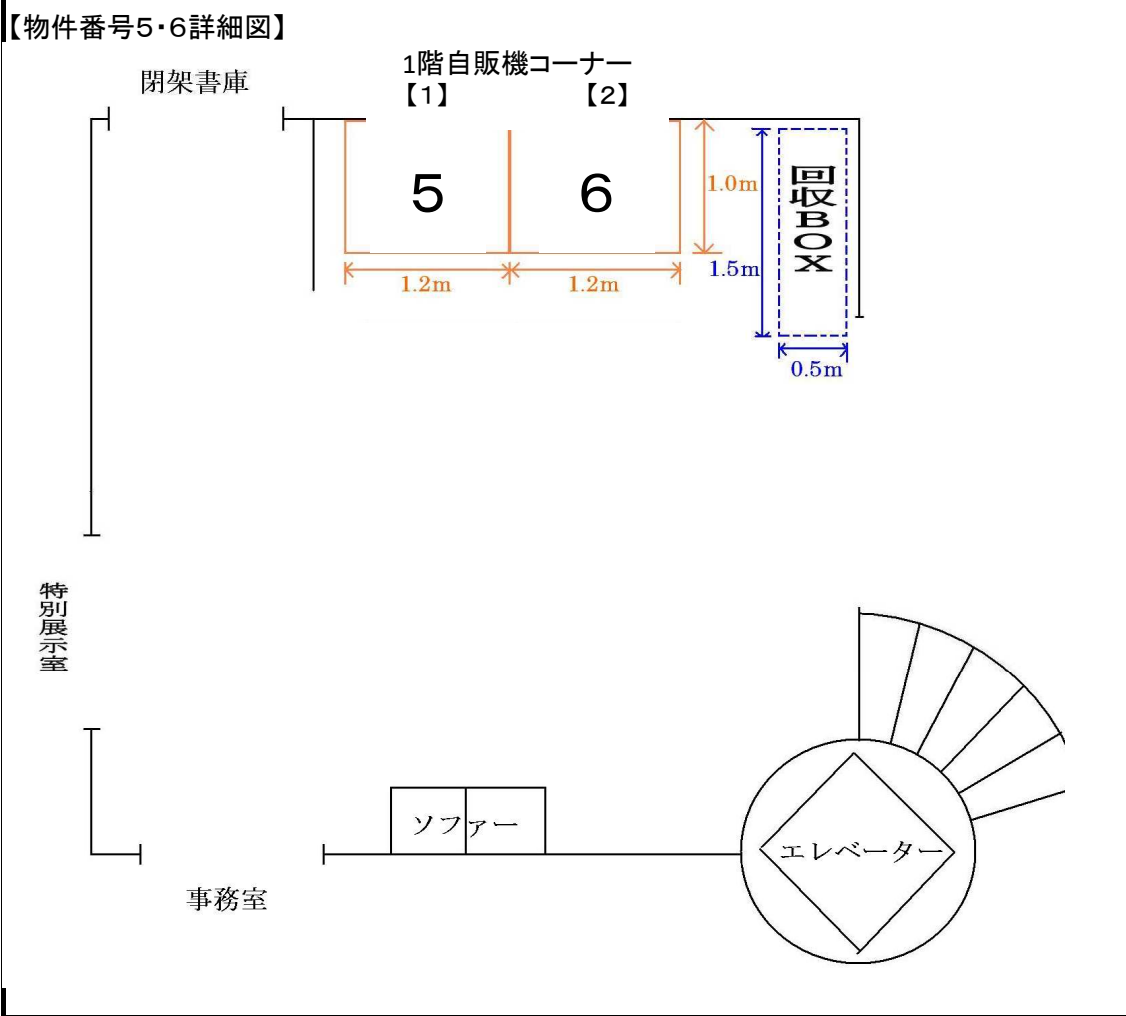 【物件番号5・6詳細図】
1階自販機コーナー
閉架書庫
【1】
【2】
5
6
1.0m
回収BOX
1.5m
1.2m
1.2m
0.5m
特別展示室
ソファー
エレベーター
事務室